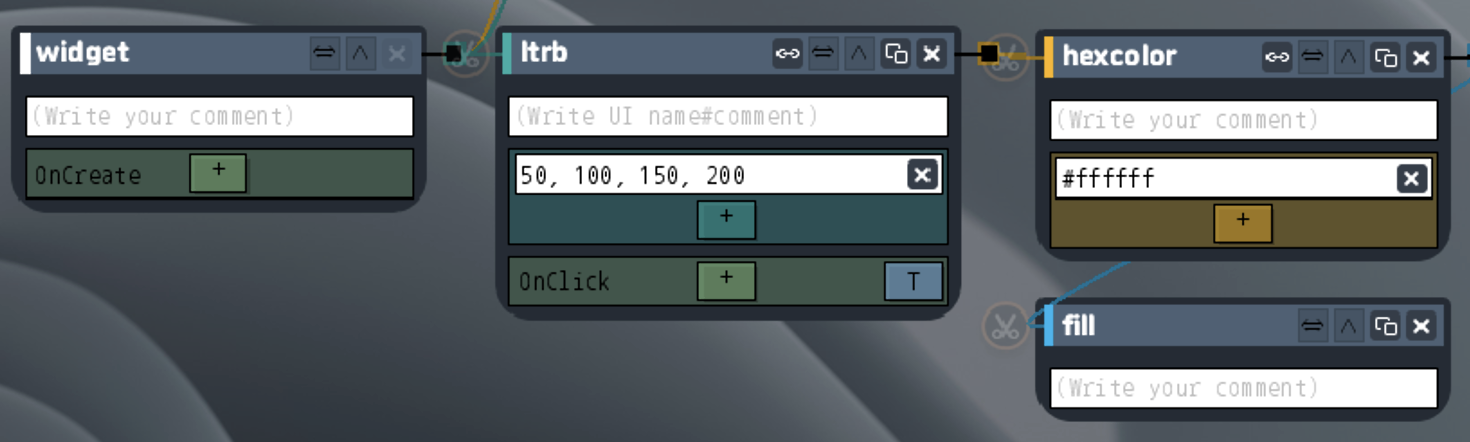 widget
(Write your comment)
OnCreate +
ltrb
(Write UI name#comment)
50, 100, 150, 200
+
OnClick + T
hexcolor
(Write your comment)
#ffffff
+
fill
(Write your comment)